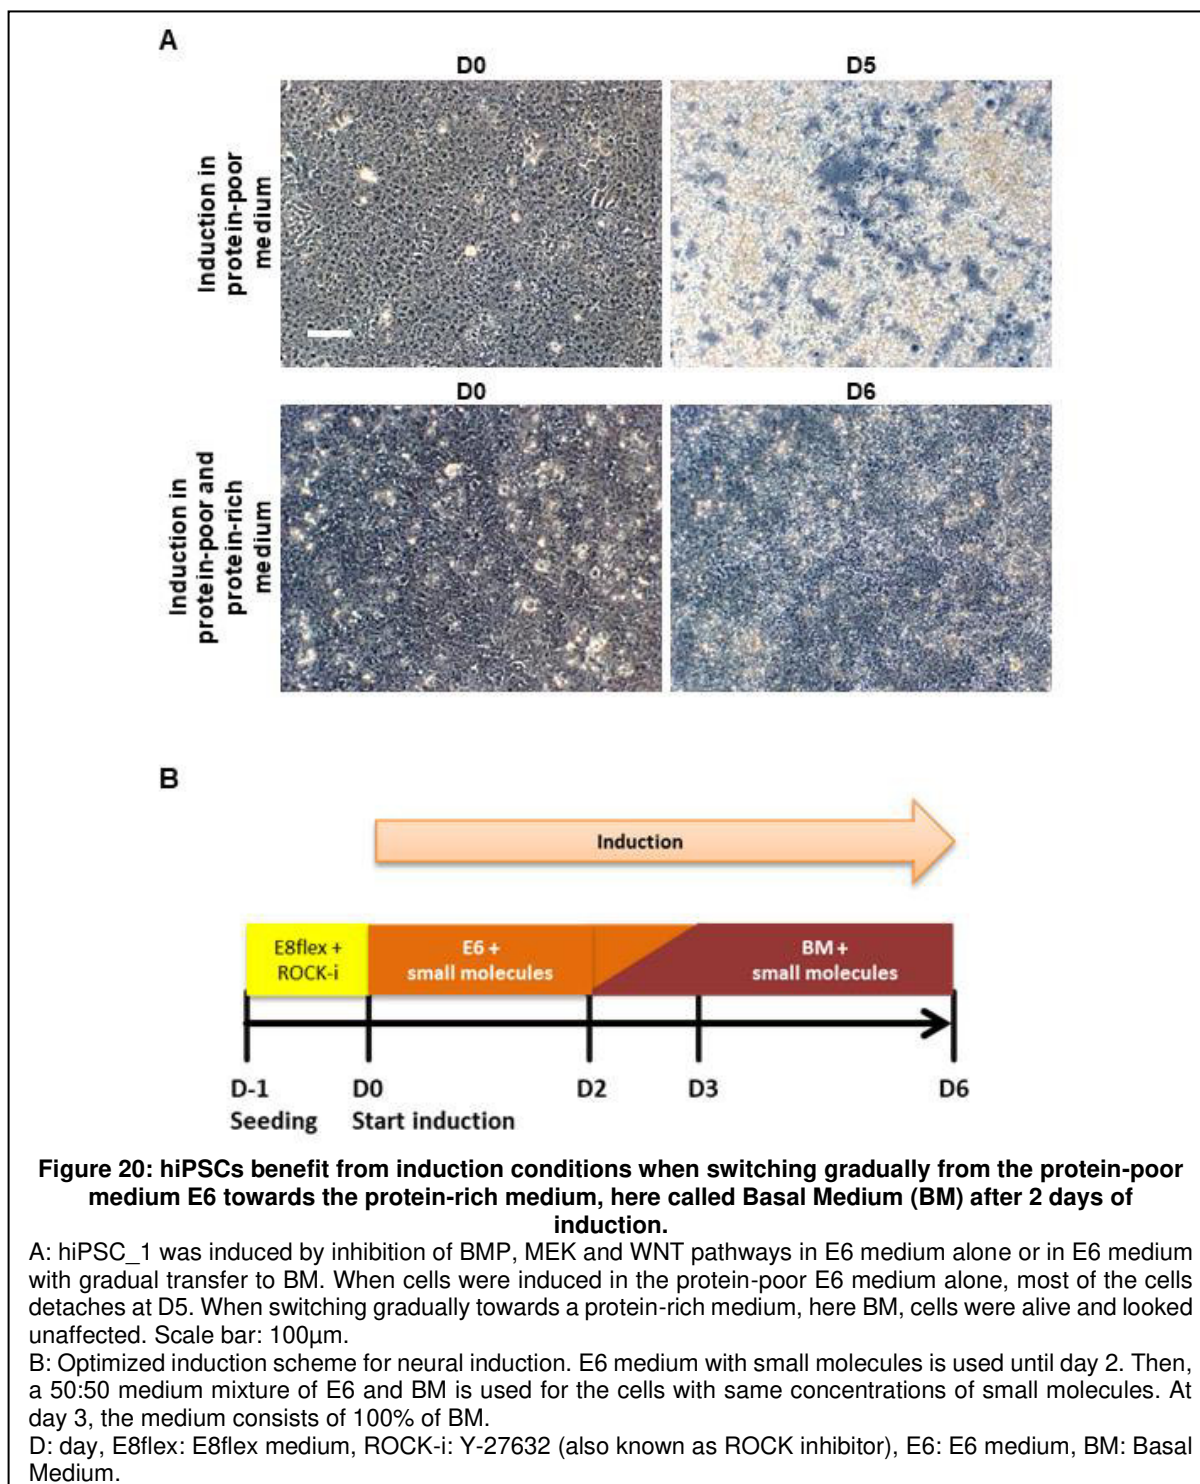 A
D0
D5
Induction in
protein-poor
medium
D0
D6
Induction in
protein-poor and
protein-rich
medium
B
Induction
E8flex +
ROCK-i
E6 +
small molecules
BM +
small molecules
D-1
D0
D2
D3
D6
Seeding
Start induction
Figure 20: hiPSCs benefit from induction conditions when switching gradually from the protein-poor
medium E6 towards the protein-rich medium, here called Basal Medium (BM) after 2 days of
induction.
A: hiPSC_1 was induced by inhibition of BMP, MEK and WNT pathways in E6 medium alone or in E6 medium
with gradual transfer to BM. When cells were induced in the protein-poor E6 medium alone, most of the cells
detaches at D5. When switching gradually towards a protein-rich medium, here BM, cells were alive and looked
unaffected. Scale bar: 100µm.
B: Optimized induction scheme for neural induction. E6 medium with small molecules is used until day 2. Then,
a 50:50 medium mixture of E6 and BM is used for the cells with same concentrations of small molecules. At
day 3, the medium consists of 100% of BM.
D: day, E8flex: E8flex medium, ROCK-i: Y-27632 (also known as ROCK inhibitor), E6: E6 medium, BM: Basal
Medium.